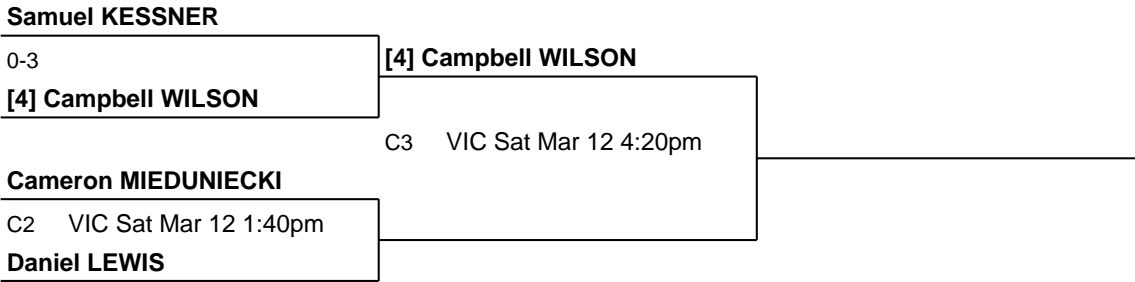 Samuel KESSNER
0-3
[4] Campbell WILSON
[4] Campbell WILSON
C3 VIC Sat Mar 12 4:20pm
Cameron MIEDUNIECKI
C2 VIC Sat Mar 12 1:40pm
Daniel LEWIS